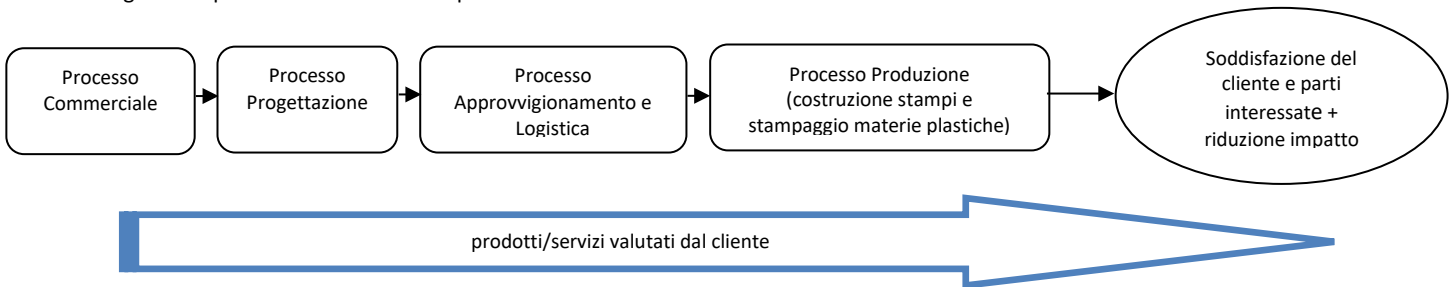 Processo
Commerciale
Processo
Progettazione
Processo
Approvvigionamento e
Logistica
Processo Produzione
(costruzione stampi e
stampaggio materie plastiche)
Soddisfazione del
cliente e parti
interessate +
riduzione impatto
prodotti/servizi valutati dal cliente